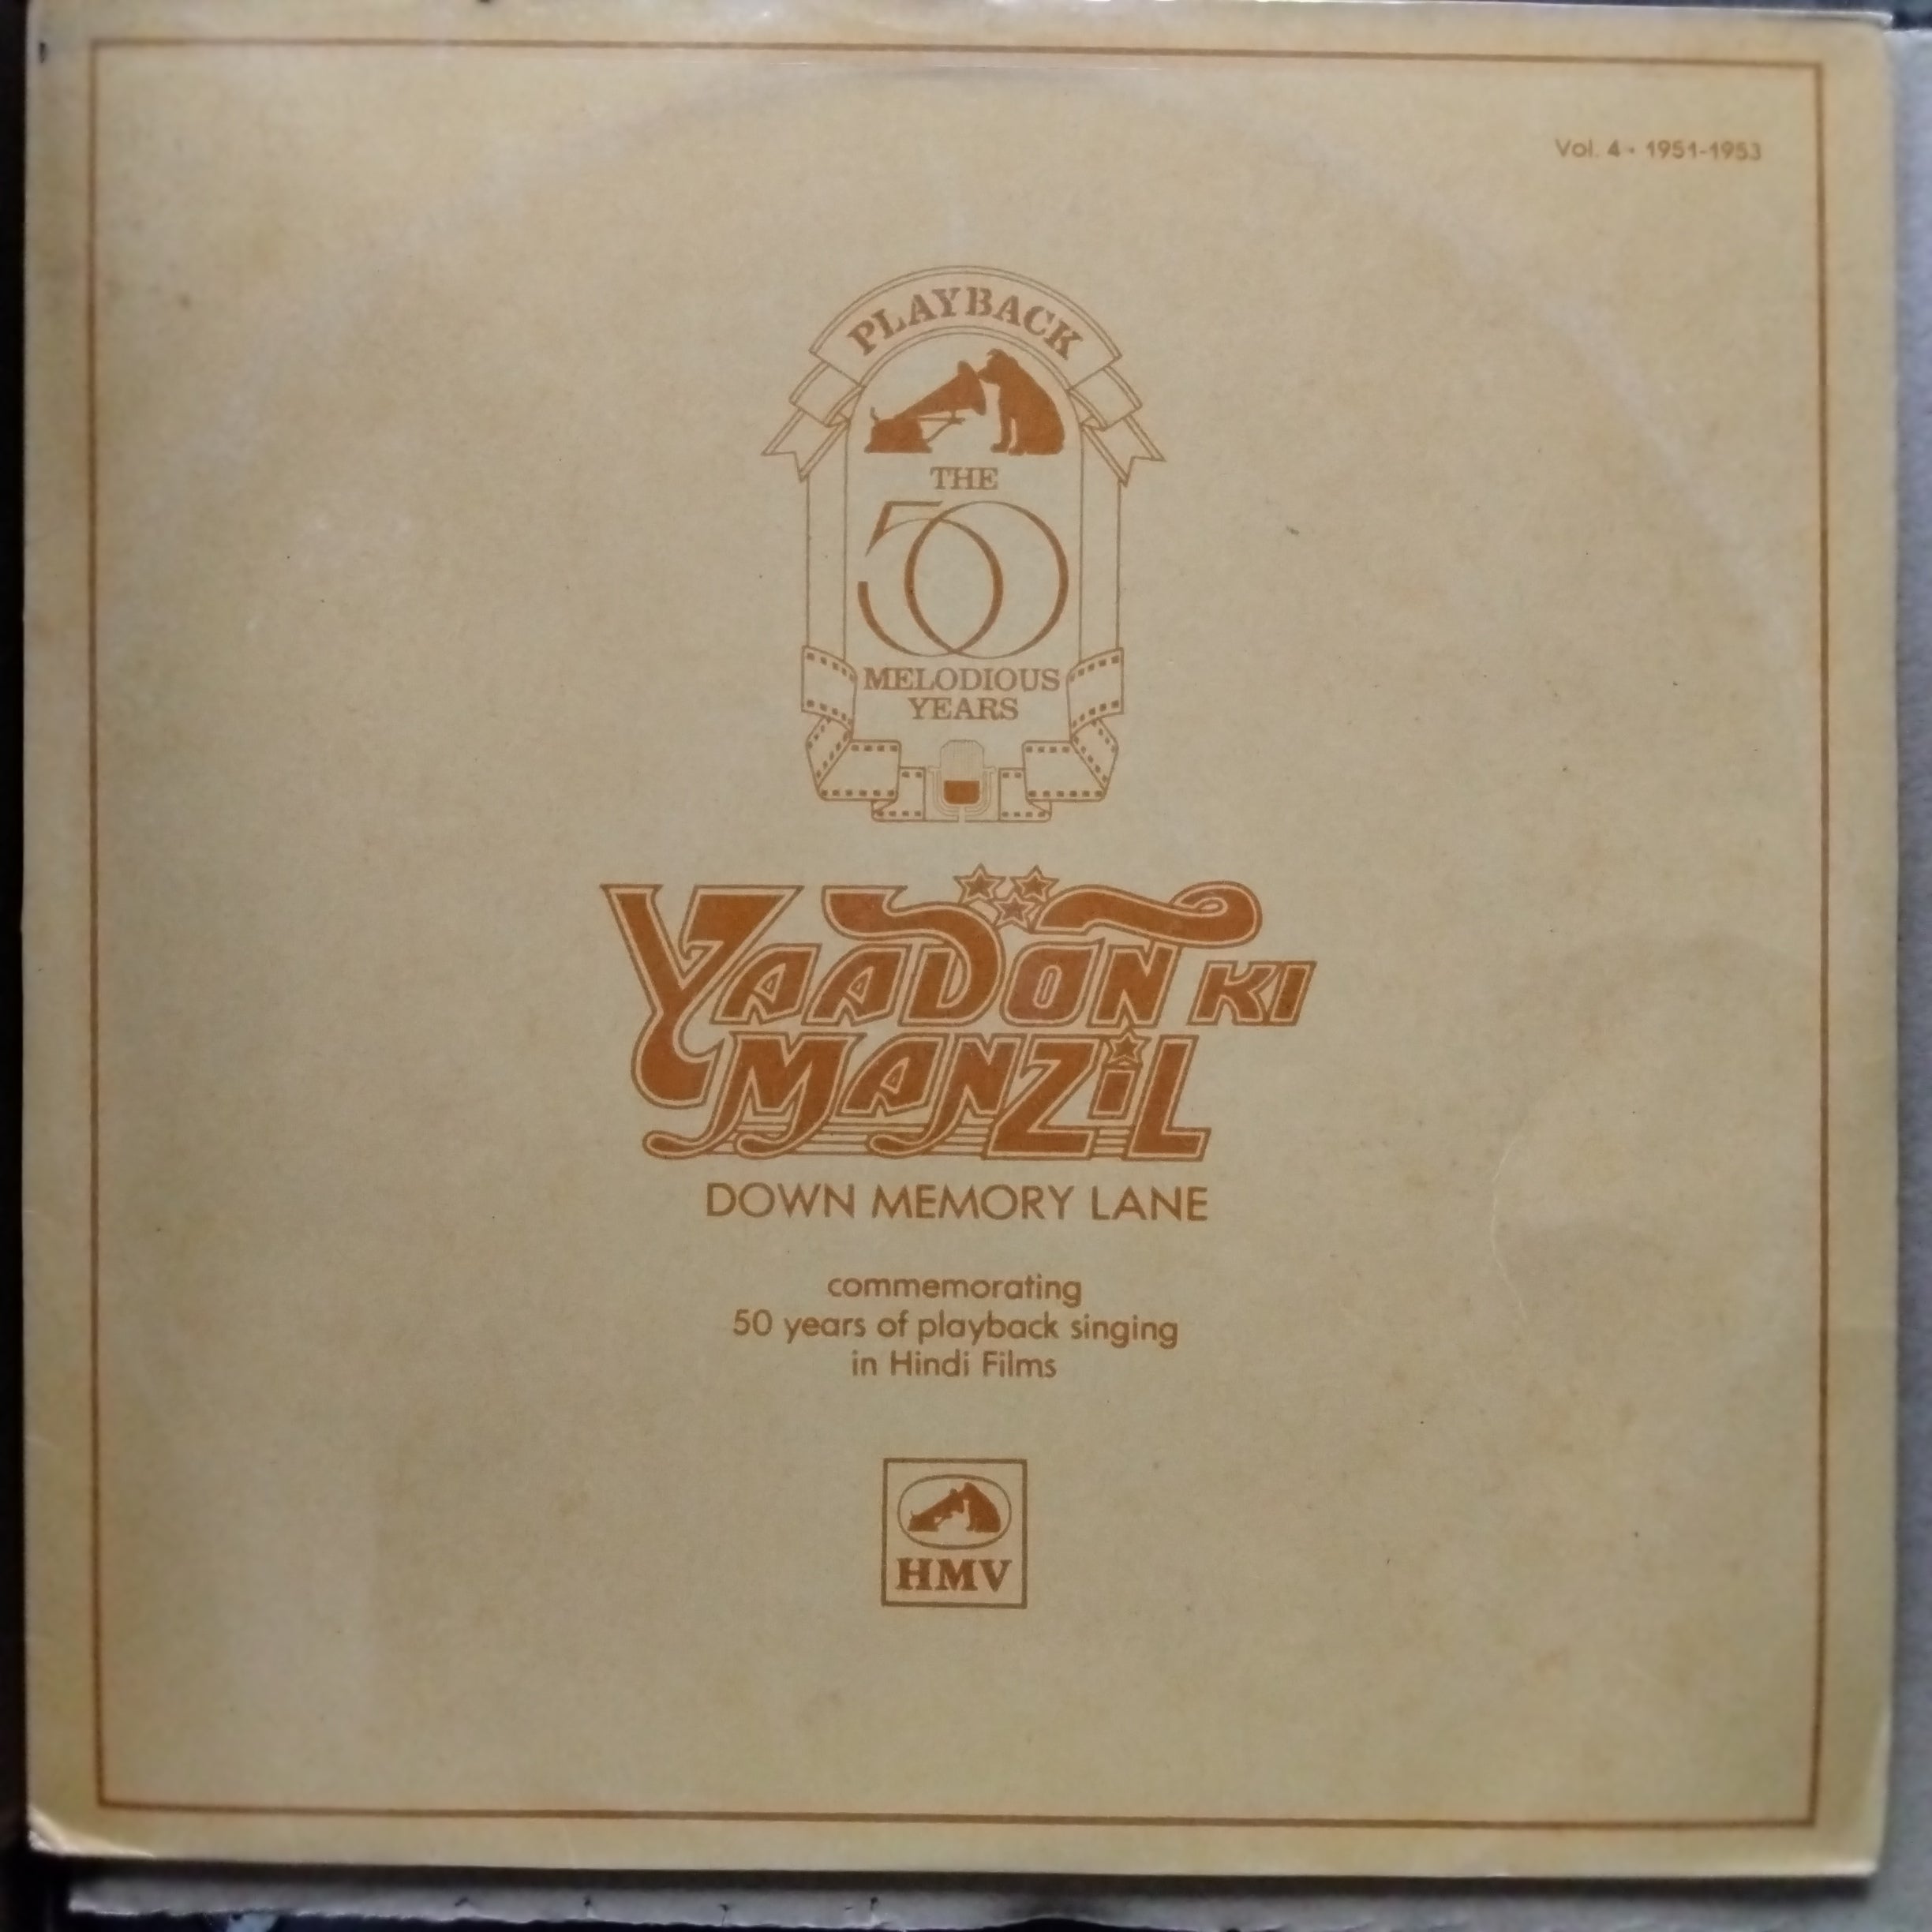 Vol. 4 • 1951-1953
PLAYBACK
THE
50
MELODIOUS
YEARS
YAADON KI
MANZIL
DOWN MEMORY LANE
commemorating
50 years of playback singing
in Hindi Films
HMV